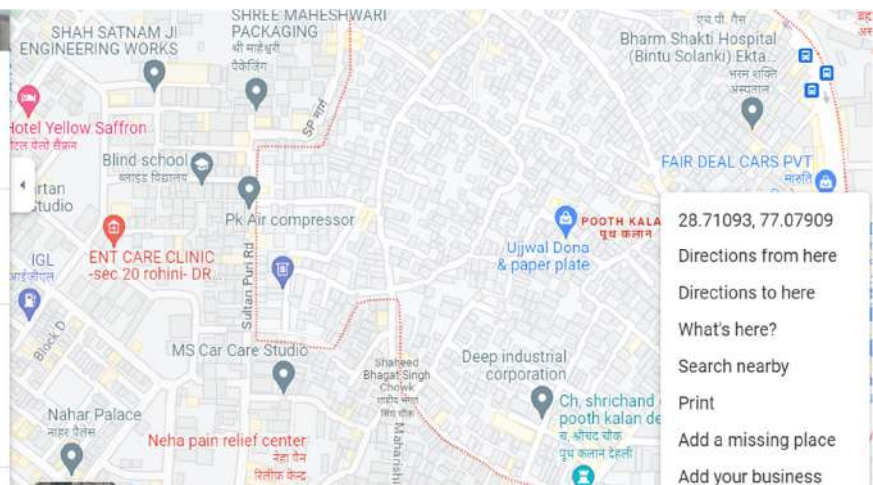 SHREE MAHESHWARI
PACKAGING
श्री माहेश्वरी
पैकेजिंग
SHAH SATNAM JI
ENGINEERING WORKS
एच.पी. गैस
Bharm Shakti Hospital
(Bintu Solanki) Ekta...
भरम शक्ति
अस्पताल
Hotel Yellow Saffron
SP मार्ग
Blind school
ब्लाइंड विद्यालय
FAIR DEAL CARS PVT
मारुति
rtan
Studio
Pk Air compressor
POOTH KALA
पूथ कलान
28.71093, 77.07909
Directions from here
Directions to here
What's here?
Search nearby
Print
Add a missing place
Add your business
Ujjwal Dona
& paper plate
IGL
आईजीएल
ENT CARE CLINIC
-sec 20 rohini- DR...
Sultan Puri Rd
Block D
MS Car Care Studio
Shaheed
Bhagat Singh
Chowk
शहीद भगत
सिंह चौक
Deep industrial
corporation
Ch, shrichand
pooth kalan de
च, श्रीचंद चौक
पूथ कलान देहली
Nahar Palace
नाहर पैलेस
Neha pain relief center
नेहा पैन
रिलीफ़ केन्द्र
Maharishi